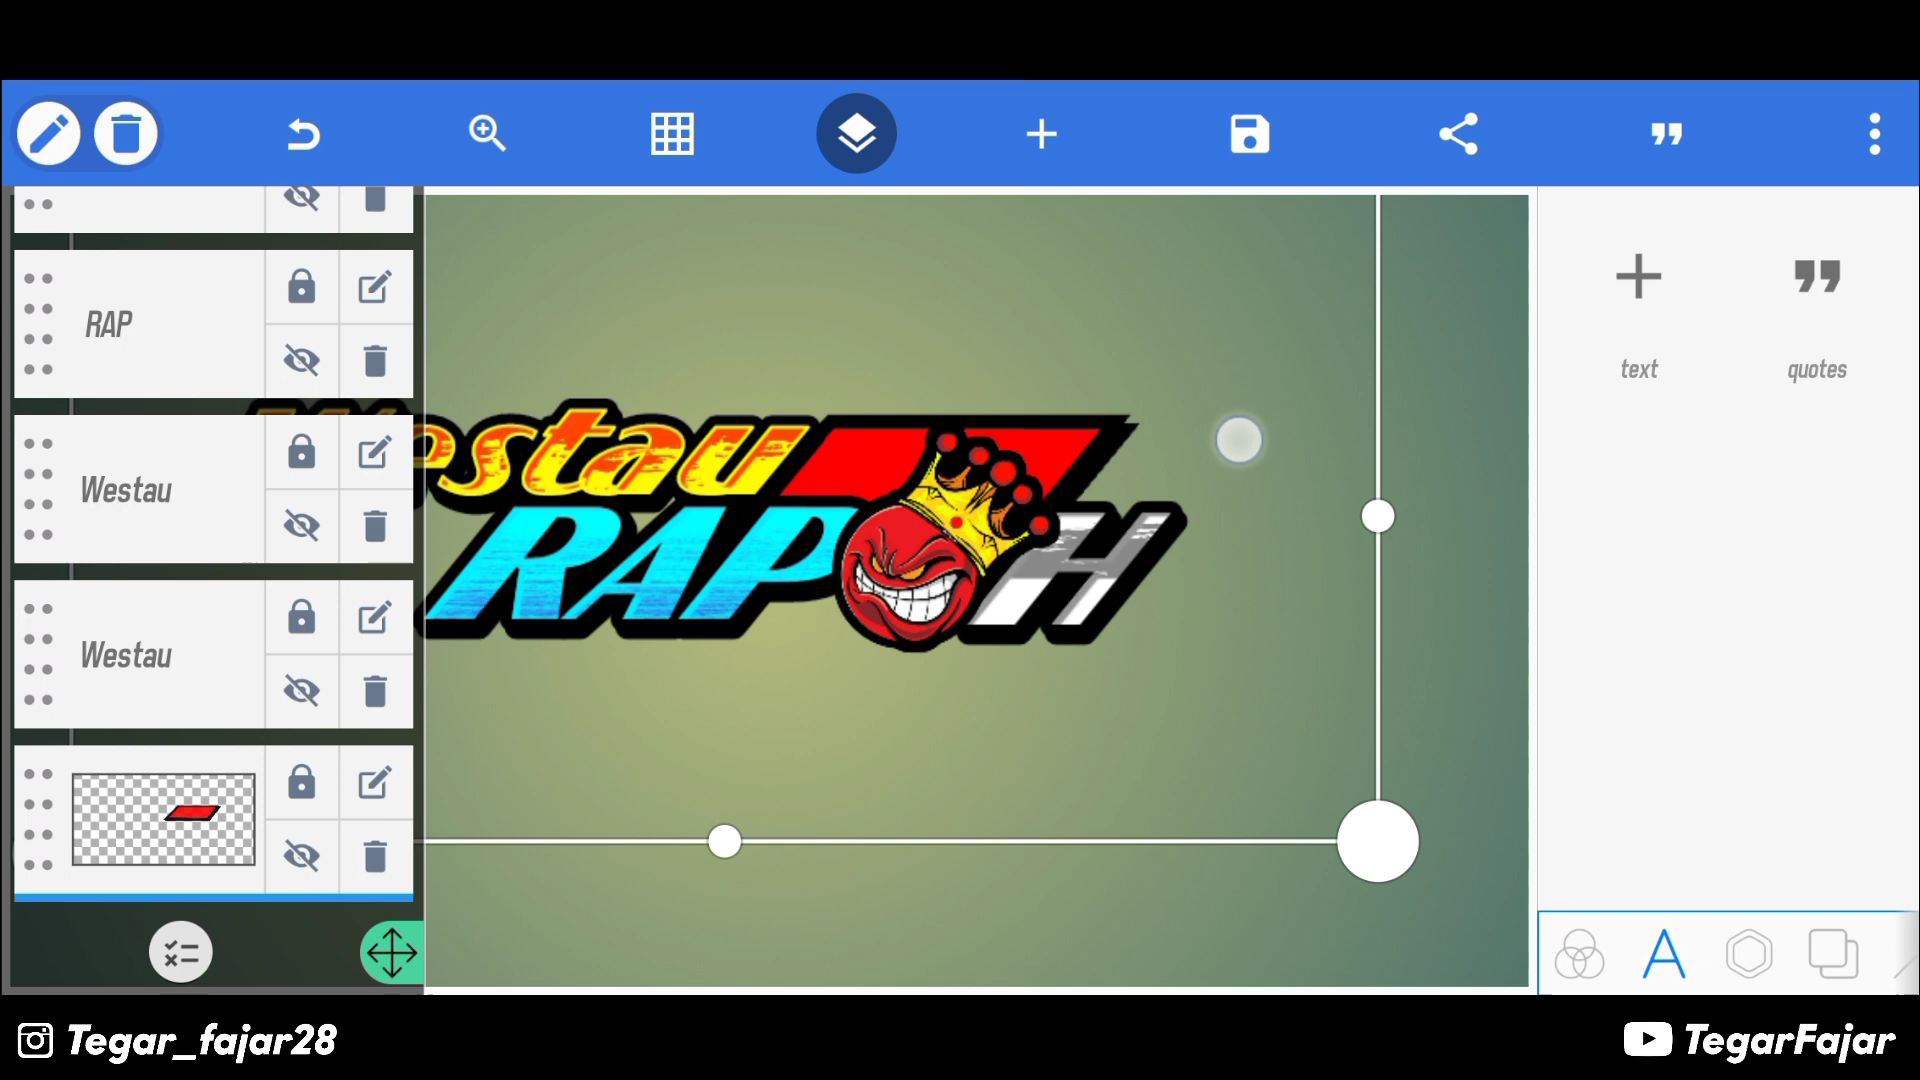 RAP
Westau
Westau
estau
RAP H
text
quotes
Tegar_fajar28
TegarFajar